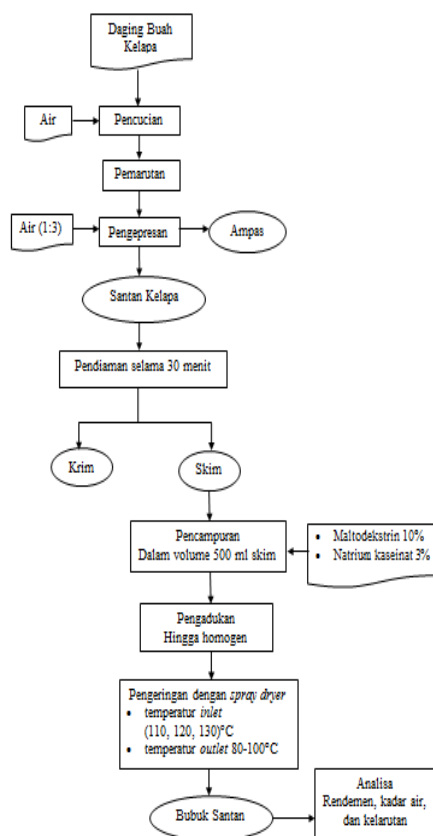 Daging Buah
Kelapa
Air
Pencucian
Pemarutan
Air (1:3)
Pengepresan
Ampas
Santan Kelapa
Pendiaman selama 30 menit
Krim
Skim
Pencampuran
Dalam volume 500 ml skim
• Maltodekstrin 10%
• Natrium kaseinat 3%
Pengadukan
Hingga homogen
Pengeringan dengan spray dryer
• temperatur inlet
(110, 120, 130)°C
• temperatur outlet 80-100°C
Bubuk Santan
Analisa
Rendemen, kadar air,
dan kelarutan